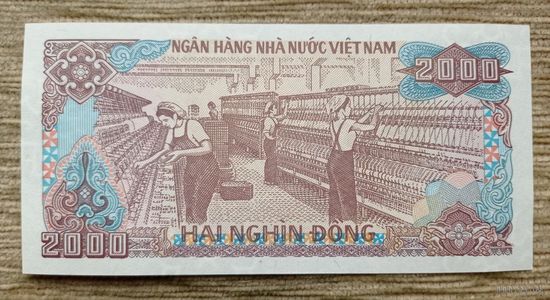 NGÂN HÀNG NHÀ NƯỚC VIỆT NAM
2000
2000
HAI NGHÌN ĐỒNG